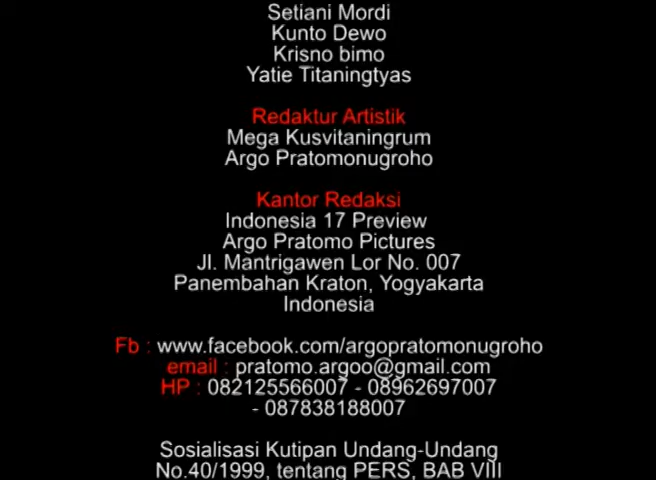 Setiani Mordi
Kunto Dewo
Krisno bimo
Yatie Titaningtyas
Redaktur Artistik
Mega Kusvitaningrum
Argo Pratomonugroho
Kantor Redaksi
Indonesia 17 Preview
Argo Pratomo Pictures
Jl. Mantrigawen Lor No. 007
Panembahan Kraton, Yogyakarta
Indonesia
Fb : www.facebook.com/argopratomonugroho
email : pratomo.argoo@gmail.com
HP : 082125566007 - 08962697007
- 087838188007
Sosialisasi Kutipan Undang-Undang
No.40/1999, tentang PERS, BAB VIII